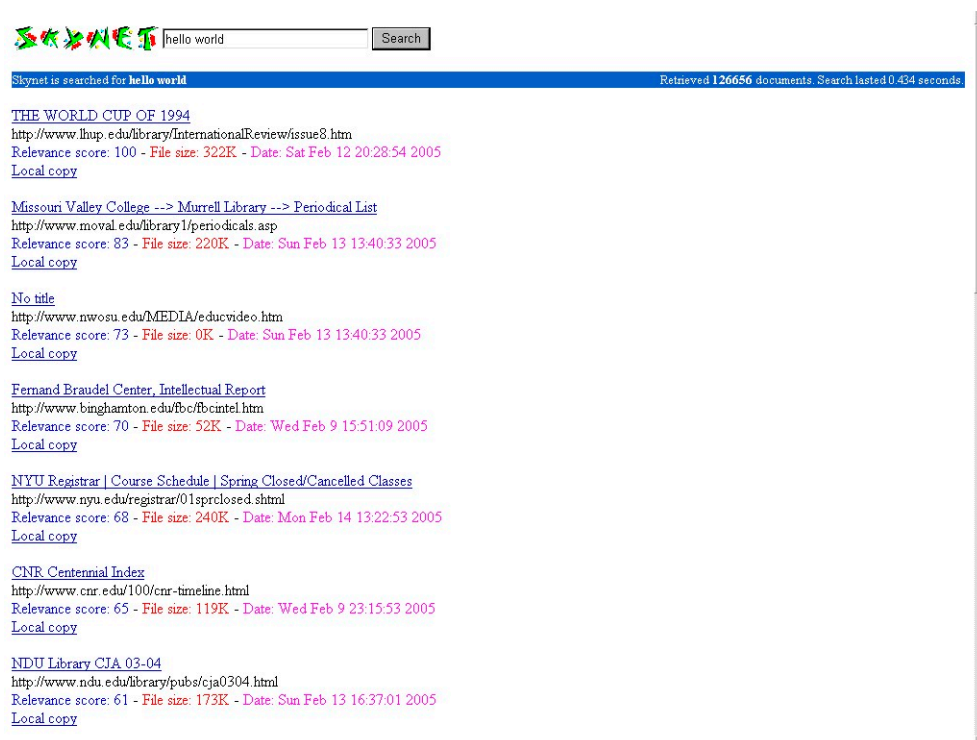 SKYNET hello world Search
Skynet is searched for hello world Retrieved 126656 documents. Search lasted 0.434 seconds.
THE WORLD CUP OF 1994
http://www.lhup.edu/library/InternationalReview/issue8.htm
Relevance score: 100 - File size: 322K - Date: Sat Feb 12 20:28:54 2005
Local copy
Missouri Valley College --> Murrell Library --> Periodical List
http://www.moval.edu/library1/periodicals.asp
Relevance score: 83 - File size: 220K - Date: Sun Feb 13 13:40:33 2005
Local copy
No title
http://www.nwosu.edu/MEDIA/educvideo.htm
Relevance score: 73 - File size: 0K - Date: Sun Feb 13 13:40:33 2005
Local copy
Fernand Braudel Center, Intellectual Report
http://www.binghamton.edu/fbc/fbcintel.htm
Relevance score: 70 - File size: 52K - Date: Wed Feb 9 15:51:09 2005
Local copy
NYU Registrar | Course Schedule | Spring Closed/Cancelled Classes
http://www.nyu.edu/registrar/01sprclosed.shtml
Relevance score: 68 - File size: 240K - Date: Mon Feb 14 13:22:53 2005
Local copy
CNR Centennial Index
http://www.cnr.edu/100/cnr-timeline.html
Relevance score: 65 - File size: 119K - Date: Wed Feb 9 23:15:53 2005
Local copy
NDU Library CJA 03-04
http://www.ndu.edu/library/pubs/cja0304.html
Relevance score: 61 - File size: 173K - Date: Sun Feb 13 16:37:01 2005
Local copy